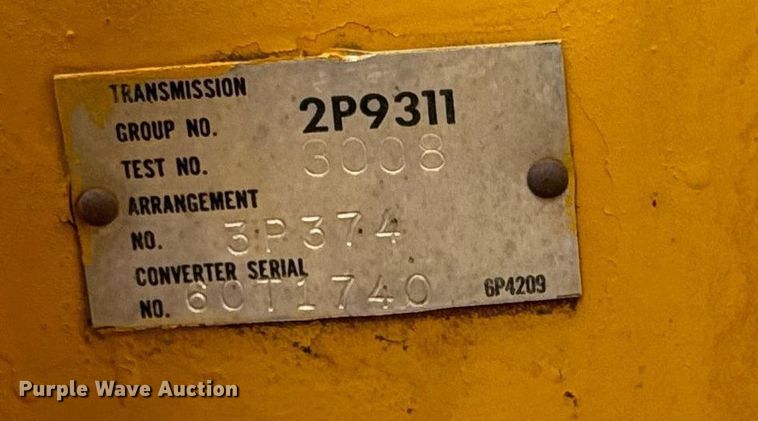 TRANSMISSION
GROUP NO. 2P9311
TEST NO. 3008
ARRANGEMENT
NO. 3P374
CONVERTER SERIAL
NO. 60T1740
6P4209
Purple Wave Auction